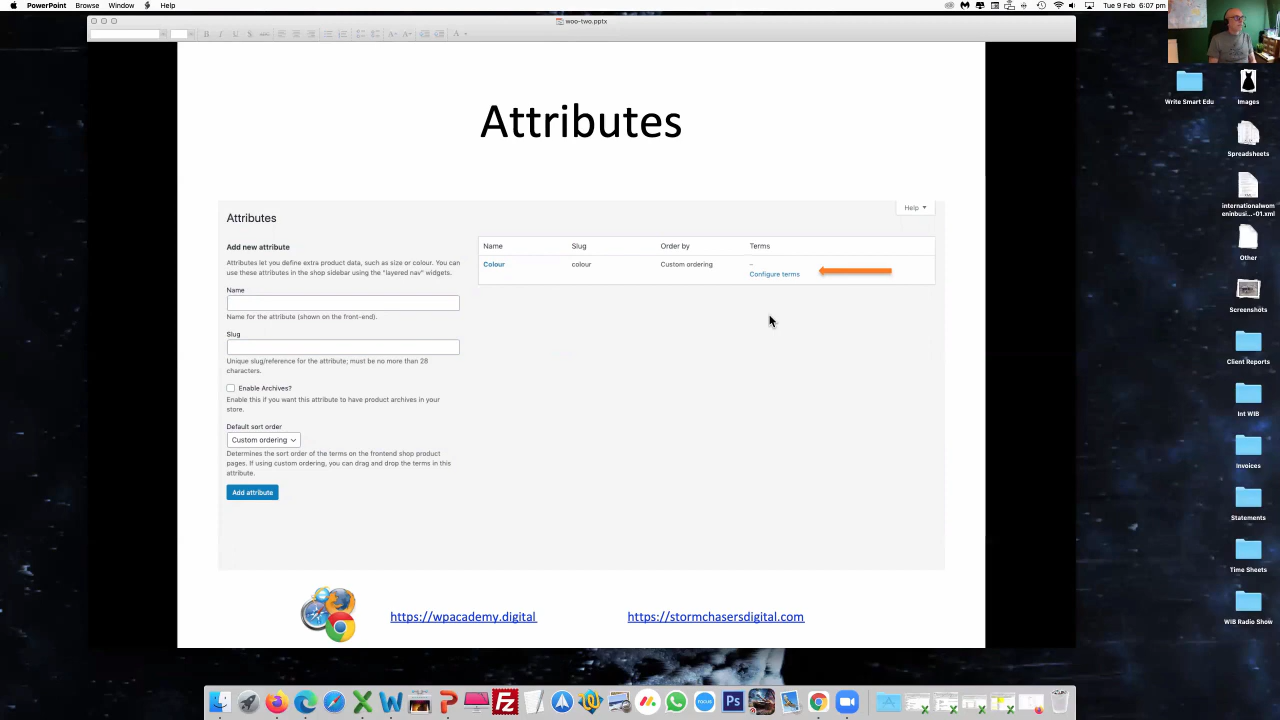 PowerPoint Browse Window Help
Tue 9 Feb 6:07 pm
woo-two.pptx
Attributes
Attributes
Help
Add new attribute
Attributes let you define extra product data, such as size or colour. You can
use these attributes in the shop sidebar using the "layered nav" widgets.
Name
Name for the attribute (shown on the front-end).
Slug
Unique slug/reference for the attribute; must be no more than 28
characters.
Enable Archives?
Enable this if you want this attribute to have product archives in your
store.
Default sort order
Custom ordering
Determines the sort order of the terms on the frontend shop product
pages. If using custom ordering, you can drag and drop the terms in this
attribute.
Add attribute
Name Slug Order by Terms
Colour colour Custom ordering –
Configure terms
https://wpacademy.digital
https://stormchasersdigital.com
Write Smart Edu
Images
Spreadsheets
internationalwo
meninbusi...-01.xml
Other
Screenshots
Client Reports
Int WIB
Invoices
Statements
Time Sheets
WIB Radio Show
FOCUS
Ps
Fz